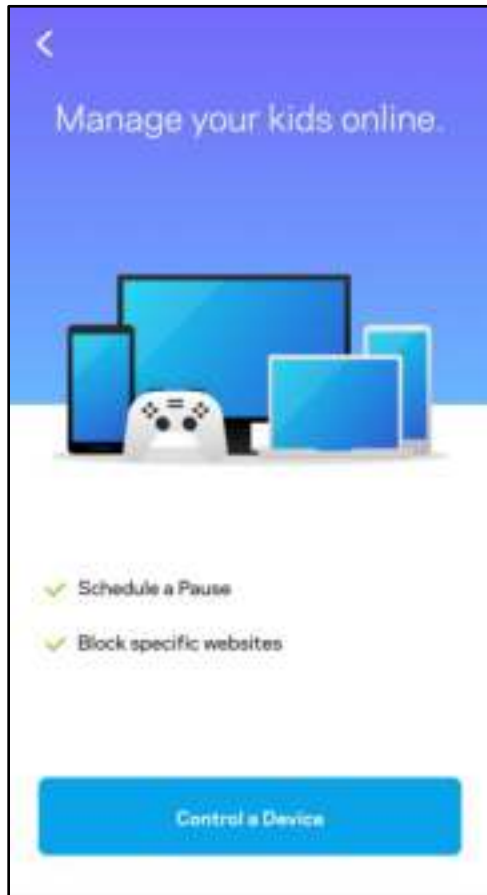 Manage your kids online.
Schedule a Pause
Block specific websites
Control a Device